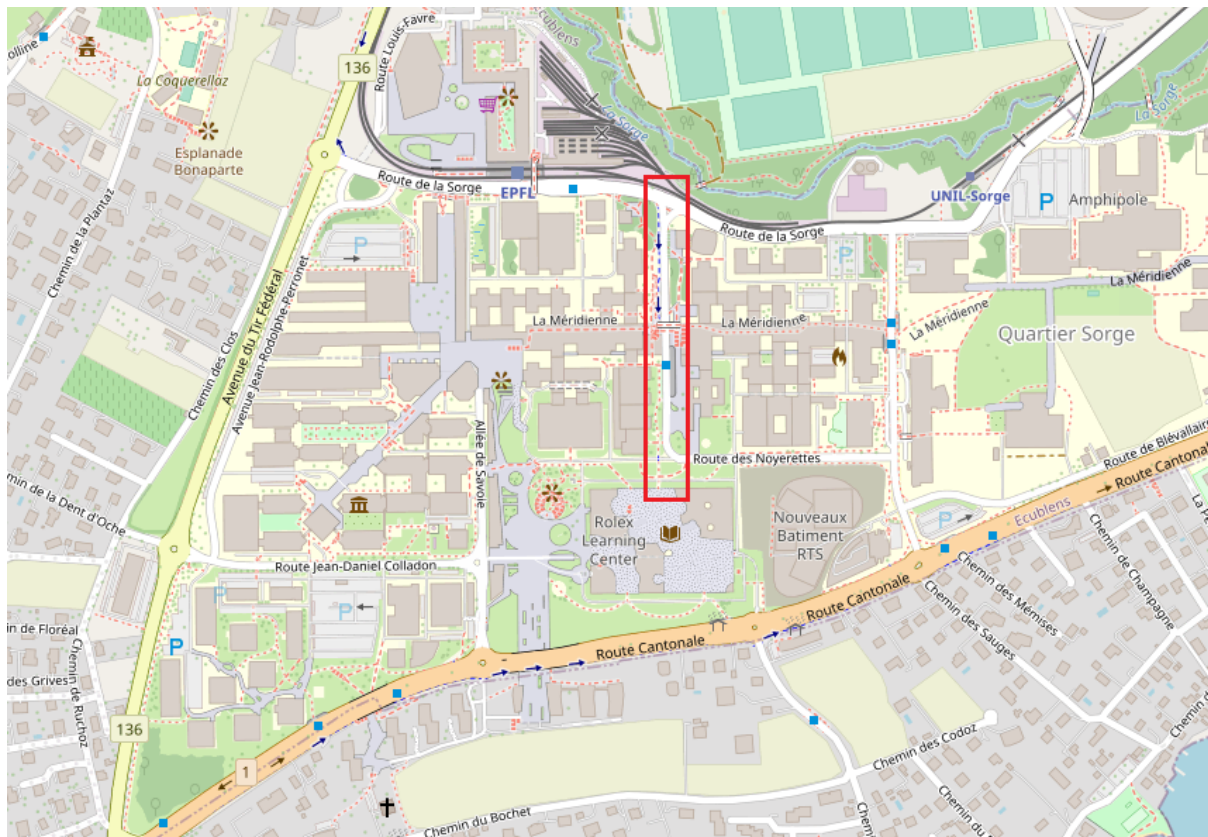 olline
La Coquerellaz
136
Route Louis-Favre
Ecublens
La Sorge
La Sorge
Esplanade
Bonaparte
Route de la Sorge
EPFL
UNIL-Sorge
P
Amphipole
P
P
Route de la Sorge
Chemin de la Plantaz
Chemin des Clos
Avenue du Tir Fédéral
Avenue Jean-Rodolphe-Perronet
La Méridienne
La Méridienne
La Méridienne
La Méridienne
Quartier Sorge
Allée de Savoie
Route des Noyerettes
Route de Blévallaire
Route Cantonale
Chemin de la Dent d'Oche
Rolex
Learning
Center
Nouveaux
Batiment
RTS
Ecublens
P
Route Jean-Daniel Colladon
P
P
P
in de Floréal
des Grives
Chemin de Ruchoz
Route Cantonale
Route Cantonale
Chemin des Mémises
Chemin des Sauges
Chemin de Champagne
136
1
Chemin des Codoz
Chemin du Bochet